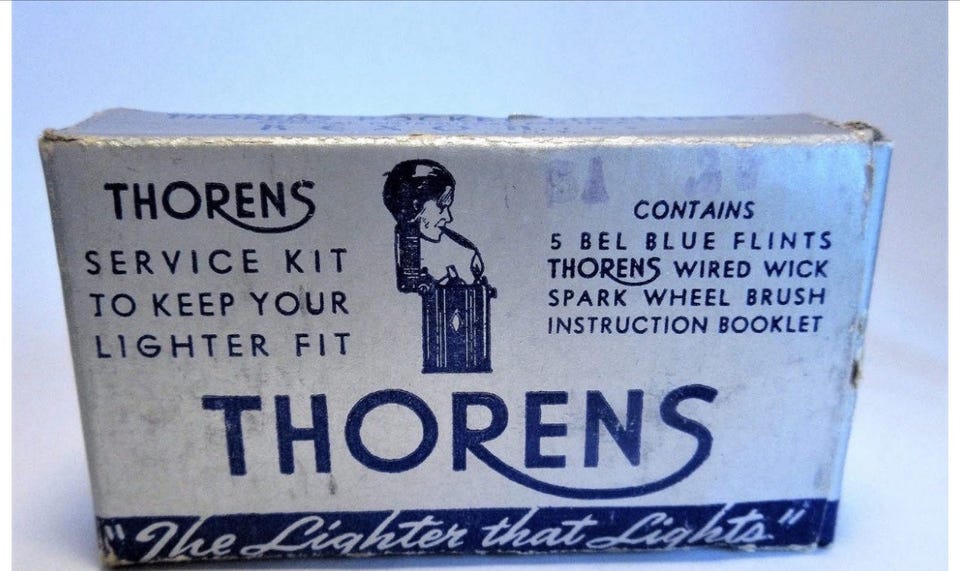 THORENS
SERVICE KIT
TO KEEP YOUR
LIGHTER FIT
CONTAINS
5 BEL BLUE FLINTS
THORENS WIRED WICK
SPARK WHEEL BRUSH
INSTRUCTION BOOKLET
THORENS
"The Lighter that Lights"